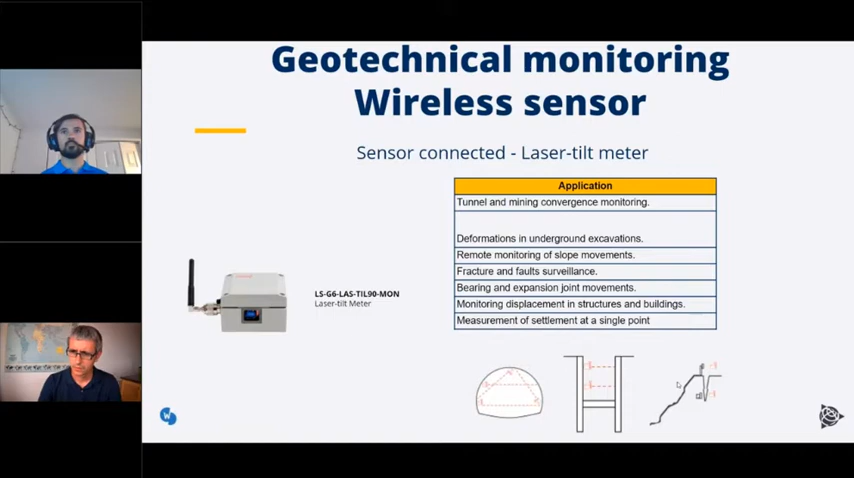 Geotechnical monitoring
Wireless sensor
Sensor connected - Laser-tilt meter
Application
Tunnel and mining convergence monitoring.
Deformations in underground excavations.
Remote monitoring of slope movements.
Fracture and faults surveillance.
Bearing and expansion joint movements.
Monitoring displacement in structures and buildings.
Measurement of settlement at a single point
LS-G6-LAS-TIL90-MON
Laser-tilt Meter
W